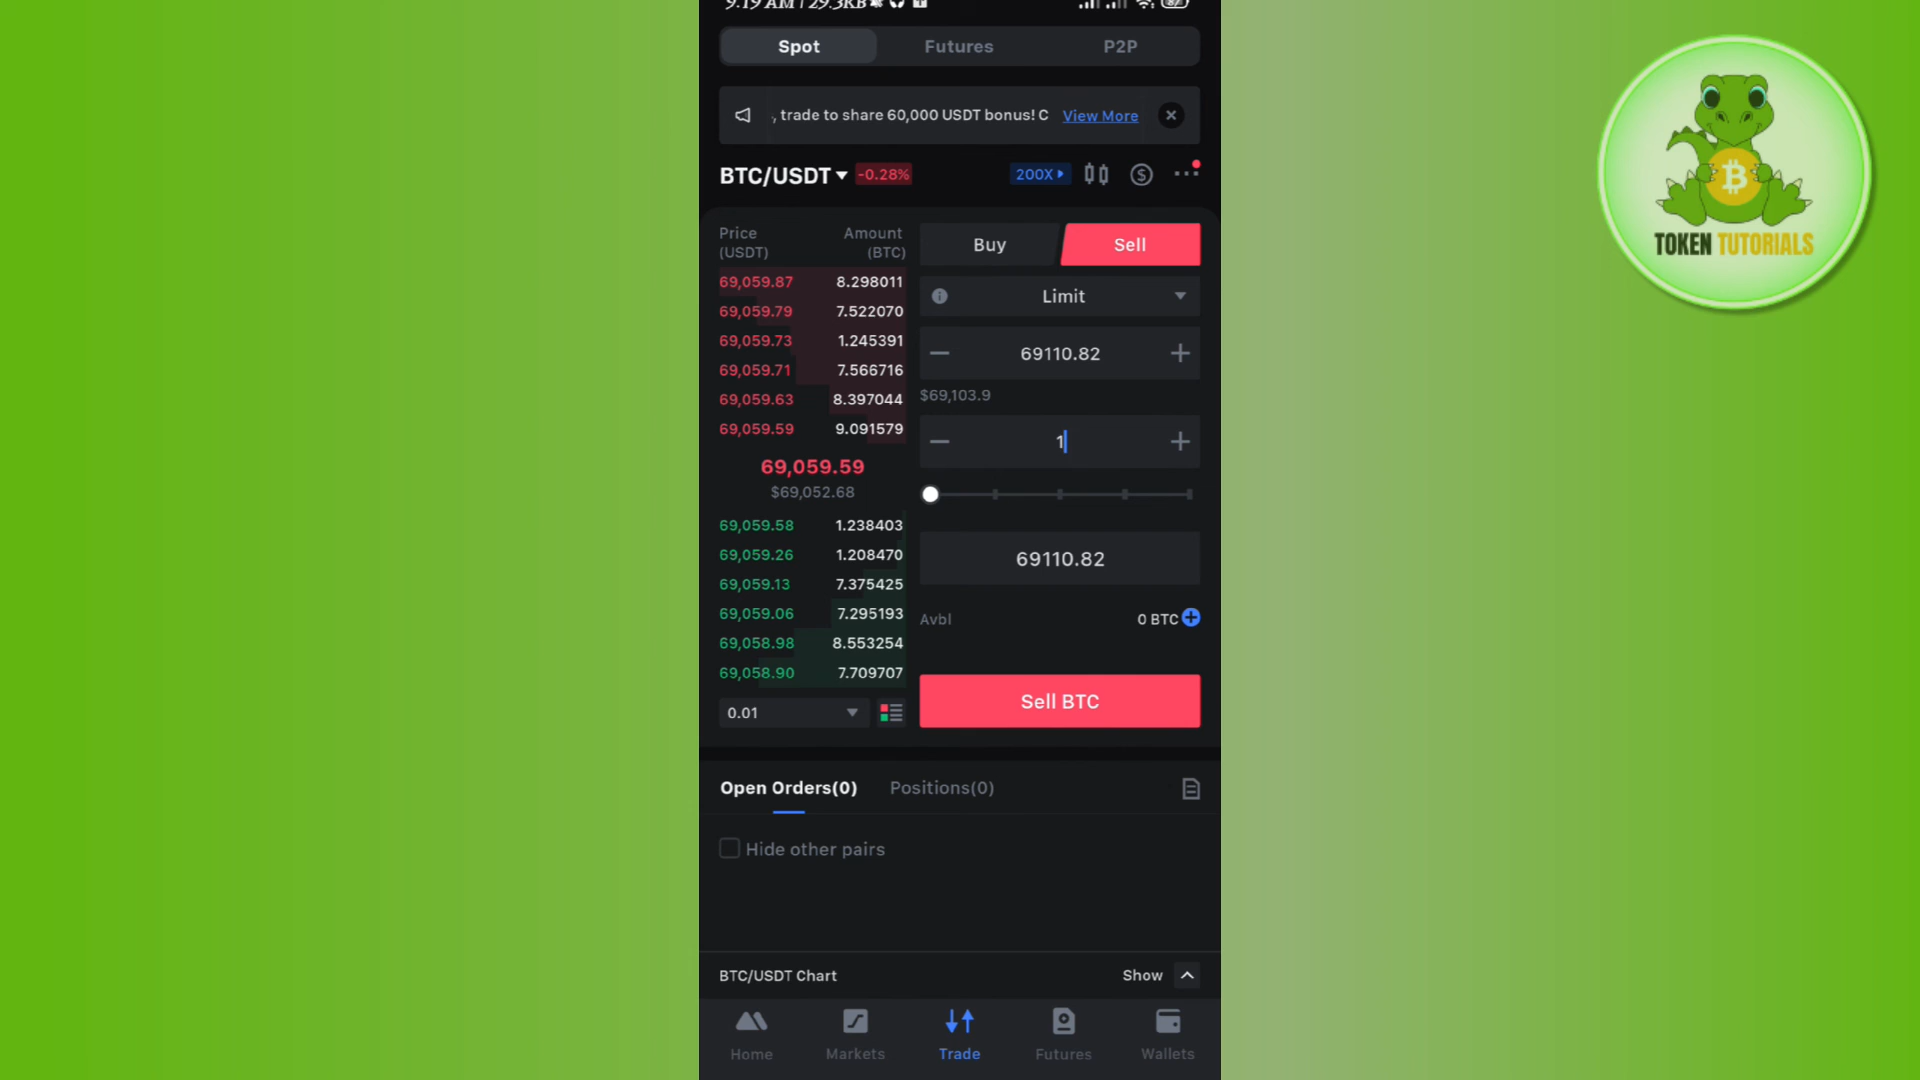 9:19 AM | 29.3KB
Spot Futures P2P
, trade to share 60,000 USDT bonus! C View More
BTC/USDT -0.28% 200X
Price (USDT) Amount (BTC)
69,059.87 8.298011
69,059.79 7.522070
69,059.73 1.245391
69,059.71 7.566716
69,059.63 8.397044
69,059.59 9.091579
69,059.59
$69,052.68
69,059.58 1.238403
69,059.26 1.208470
69,059.13 7.375425
69,059.06 7.295193
69,058.98 8.553254
69,058.90 7.709707
0.01
Buy Sell
Limit
69110.82
$69,103.9
1
69110.82
Avbl 0 BTC
Sell BTC
Open Orders(0) Positions(0)
Hide other pairs
BTC/USDT Chart Show
Home Markets Trade Futures Wallets
TOKEN TUTORIALS